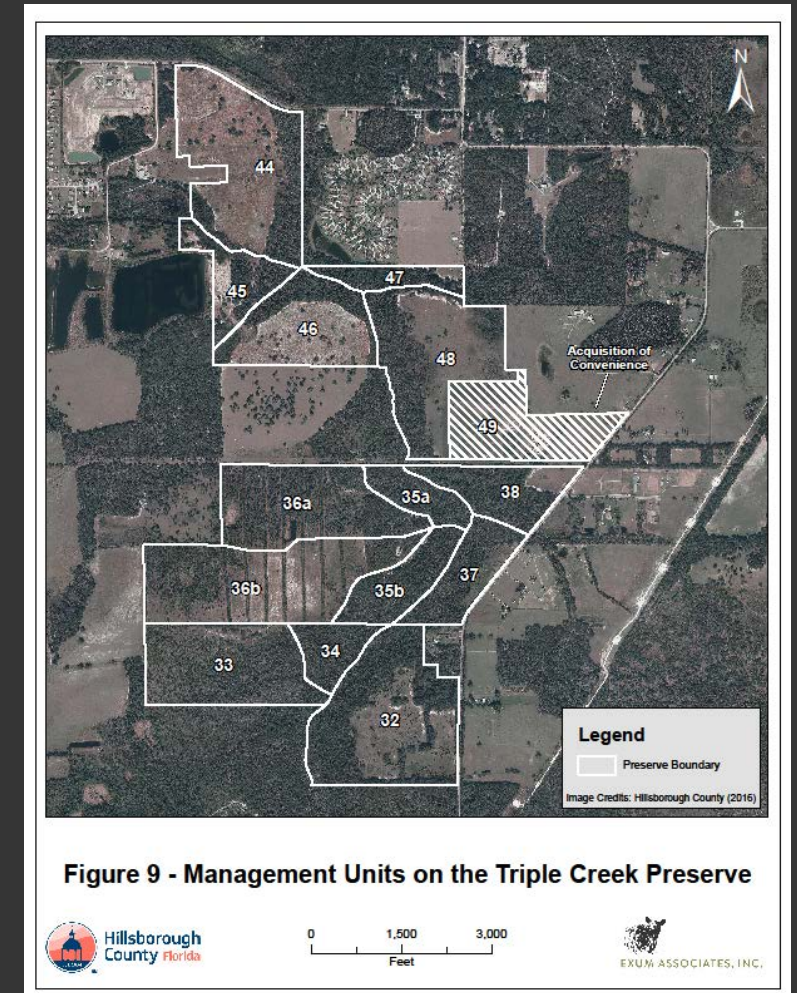 N
44
47
45
46
48
Acquisition of
Convenience
49
36a
35a
38
37
36b
35b
33
34
32
Legend
Preserve Boundary
Image Credits: Hillsborough County (2016)
Figure 9 - Management Units on the Triple Creek Preserve
Hillsborough
County Florida
0 1,500 3,000
Feet
EXUM ASSOCIATES, INC.